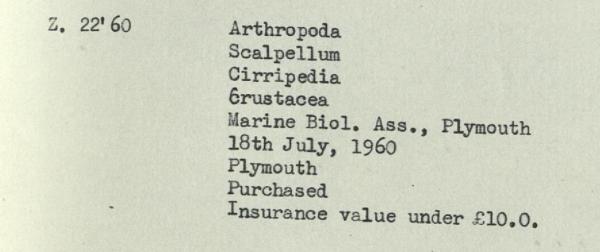 Z. 22'60 Arthropoda
Scalpellum
Cirripedia
Crustacea
Marine Biol. Ass., Plymouth
18th July, 1960
Plymouth
Purchased
Insurance value under £10.0.